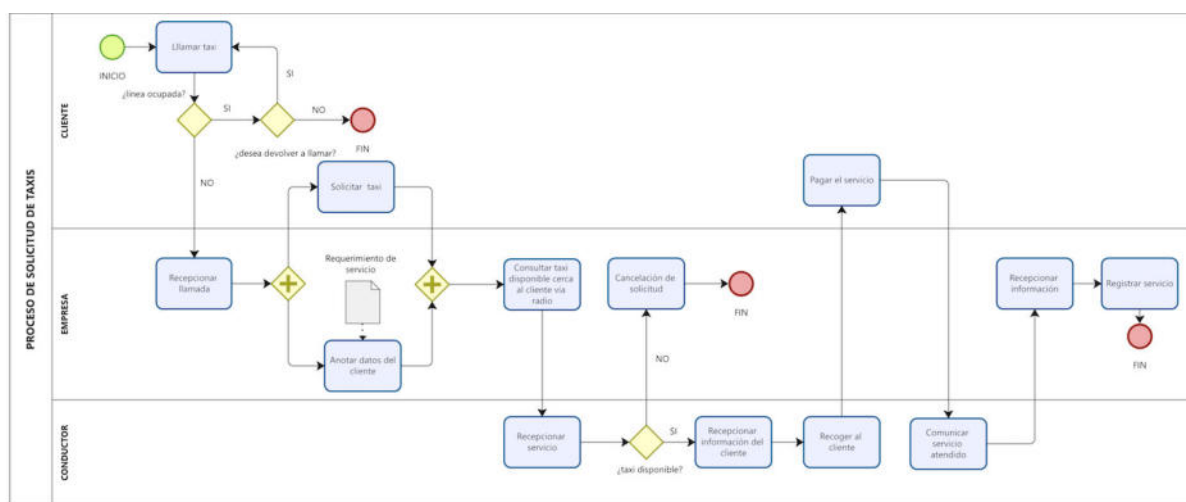 PROCESO DE SOLICITUD DE TAXIS
CLIENTE
INICIO
Lllamar taxi
¿linea ocupada?
SI
SI
NO
FIN
¿desea devolver a llamar?
NO
Solicitar taxi
Pagar el servicio
EMPRESA
Recepcionar
llamada
Requerimiento de
servicio
Anotar datos del
cliente
Consultar taxi
disponible cerca
al cliente via
radio
Cancelación de
solicitud
FIN
NO
Recepcionar
información
Registrar servicio
FIN
CONDUCTOR
Recepcionar
servicio
¿taxi disponible?
SI
Recepcionar
información del
cliente
Recoger al
cliente
Comunicar
servicio
atendido